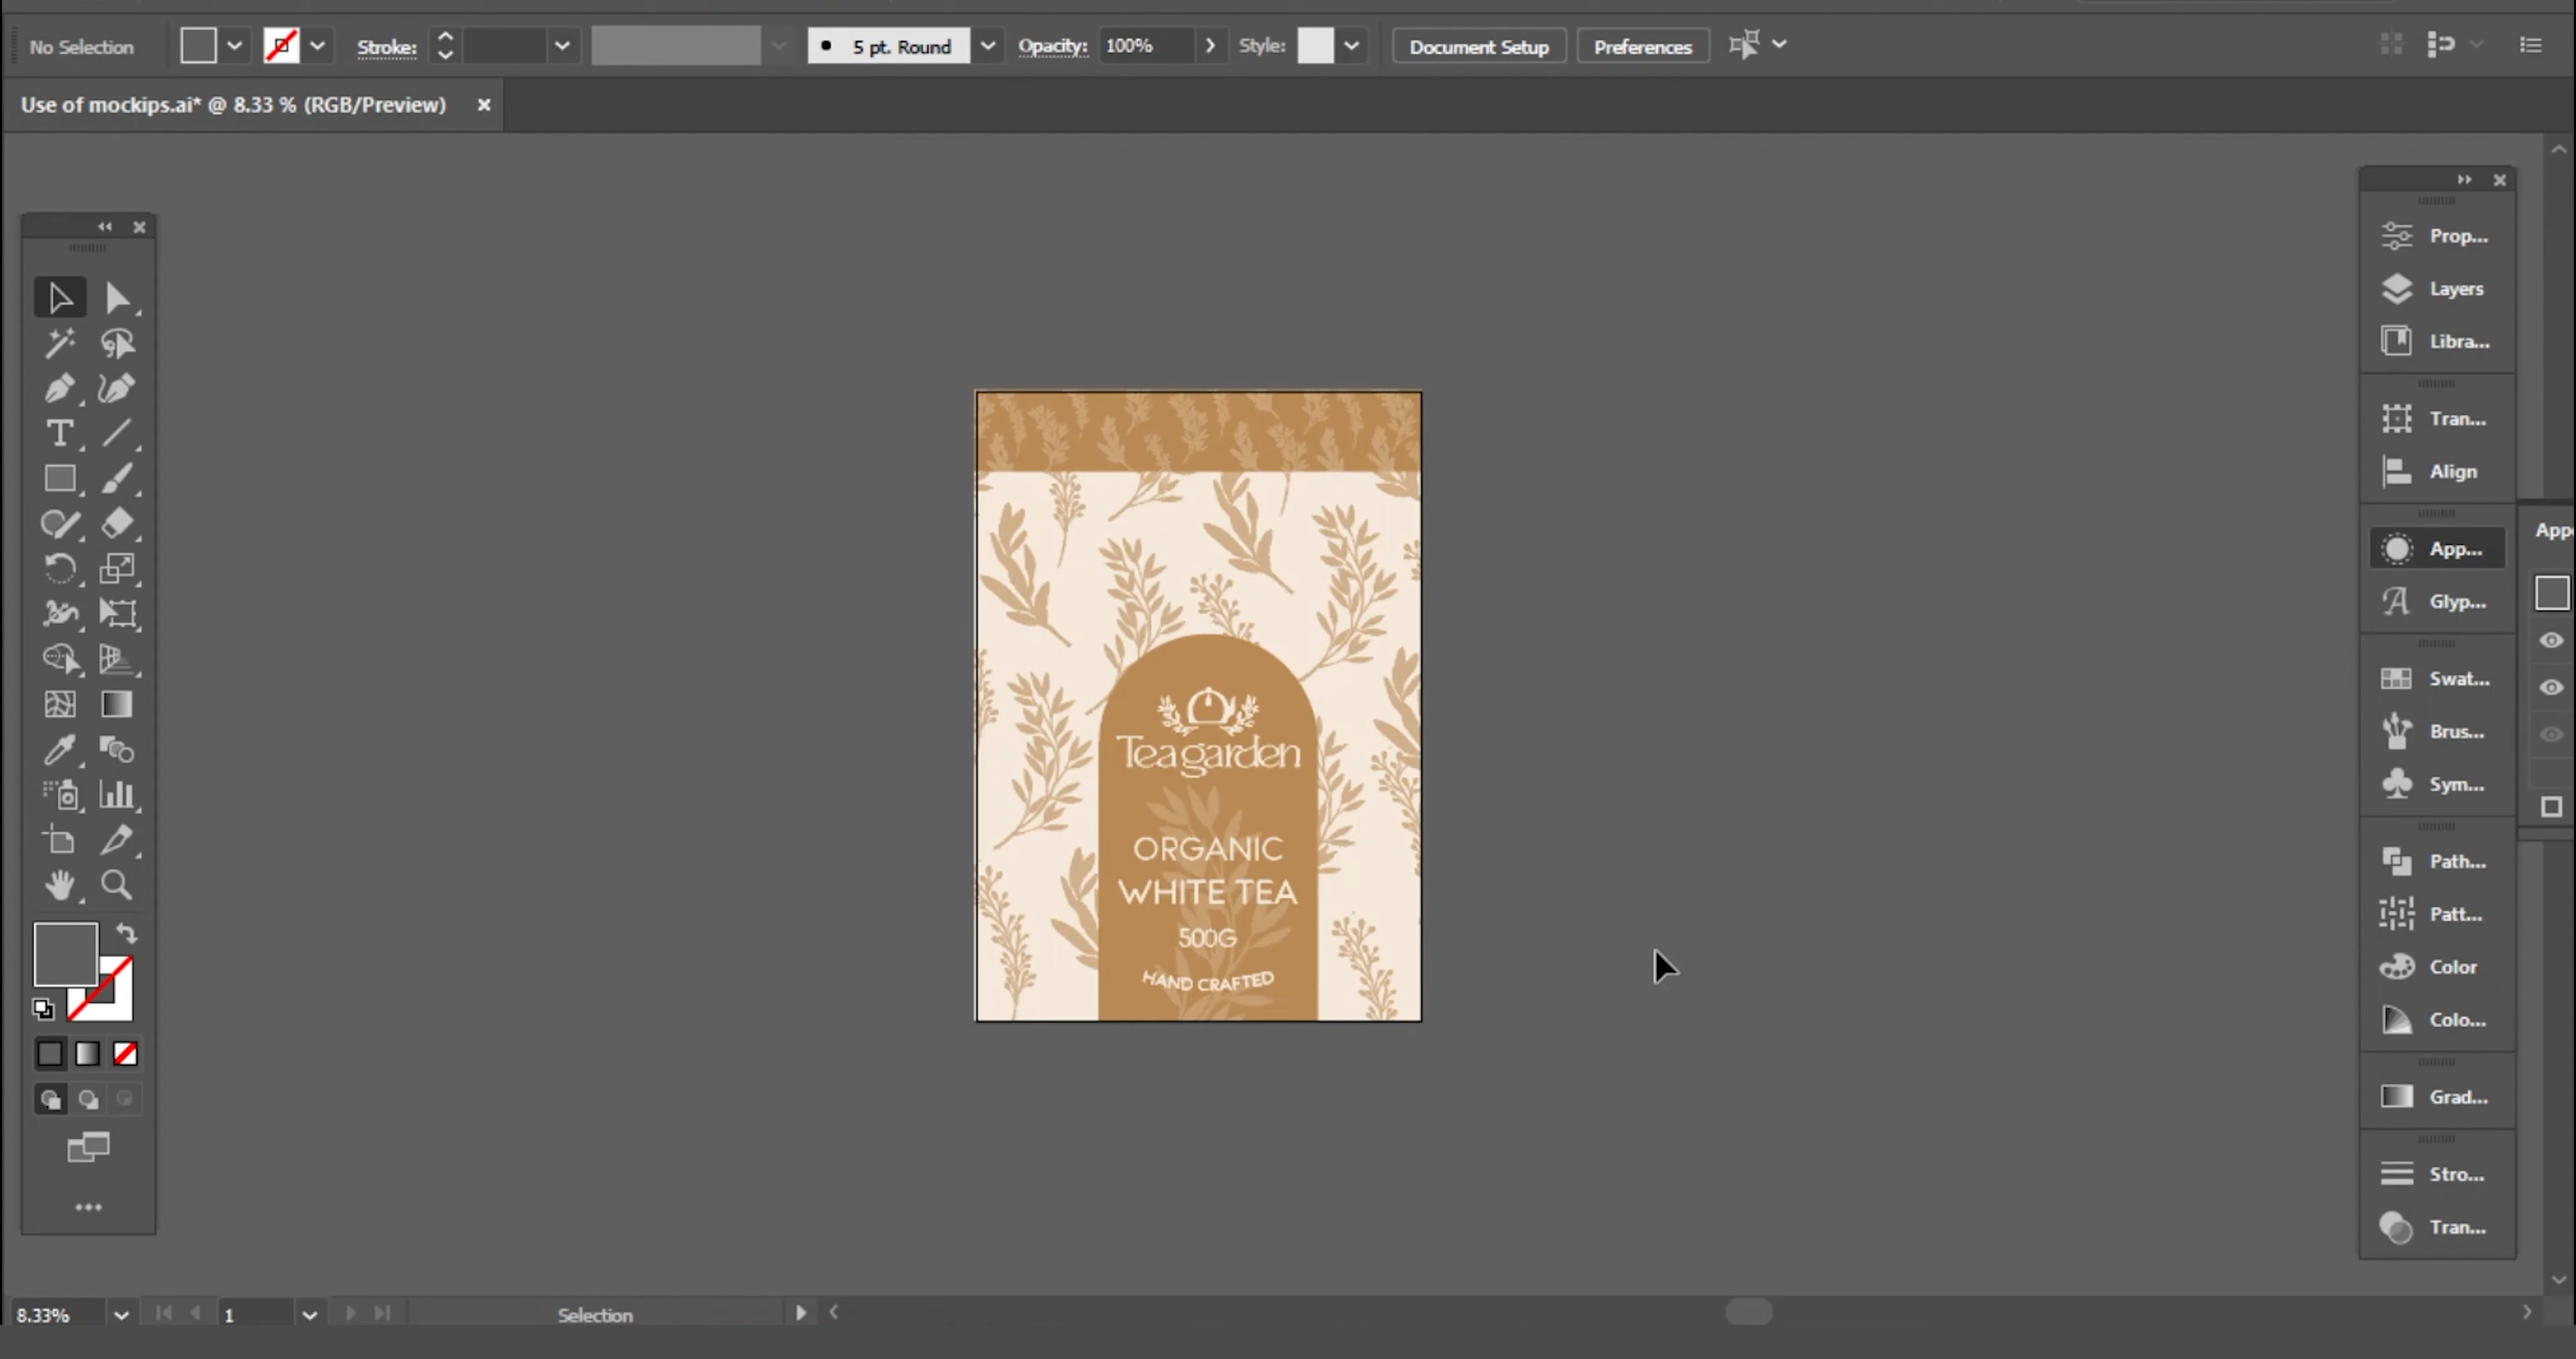 No Selection
Stroke:
5 pt. Round
Opacity:
100%
Style:
Document Setup
Preferences
Use of mockips.ai* @ 8.33 % (RGB/Preview)
Prop...
Layers
Libra...
Tran...
Align
App...
Glyp...
Swat...
Brus...
Sym...
Path...
Patt...
Color
Colo...
Grad...
Stro...
Tran...
App
Tea garden
ORGANIC
WHITE TEA
500G
HAND CRAFTED
8.33%
1
Selection